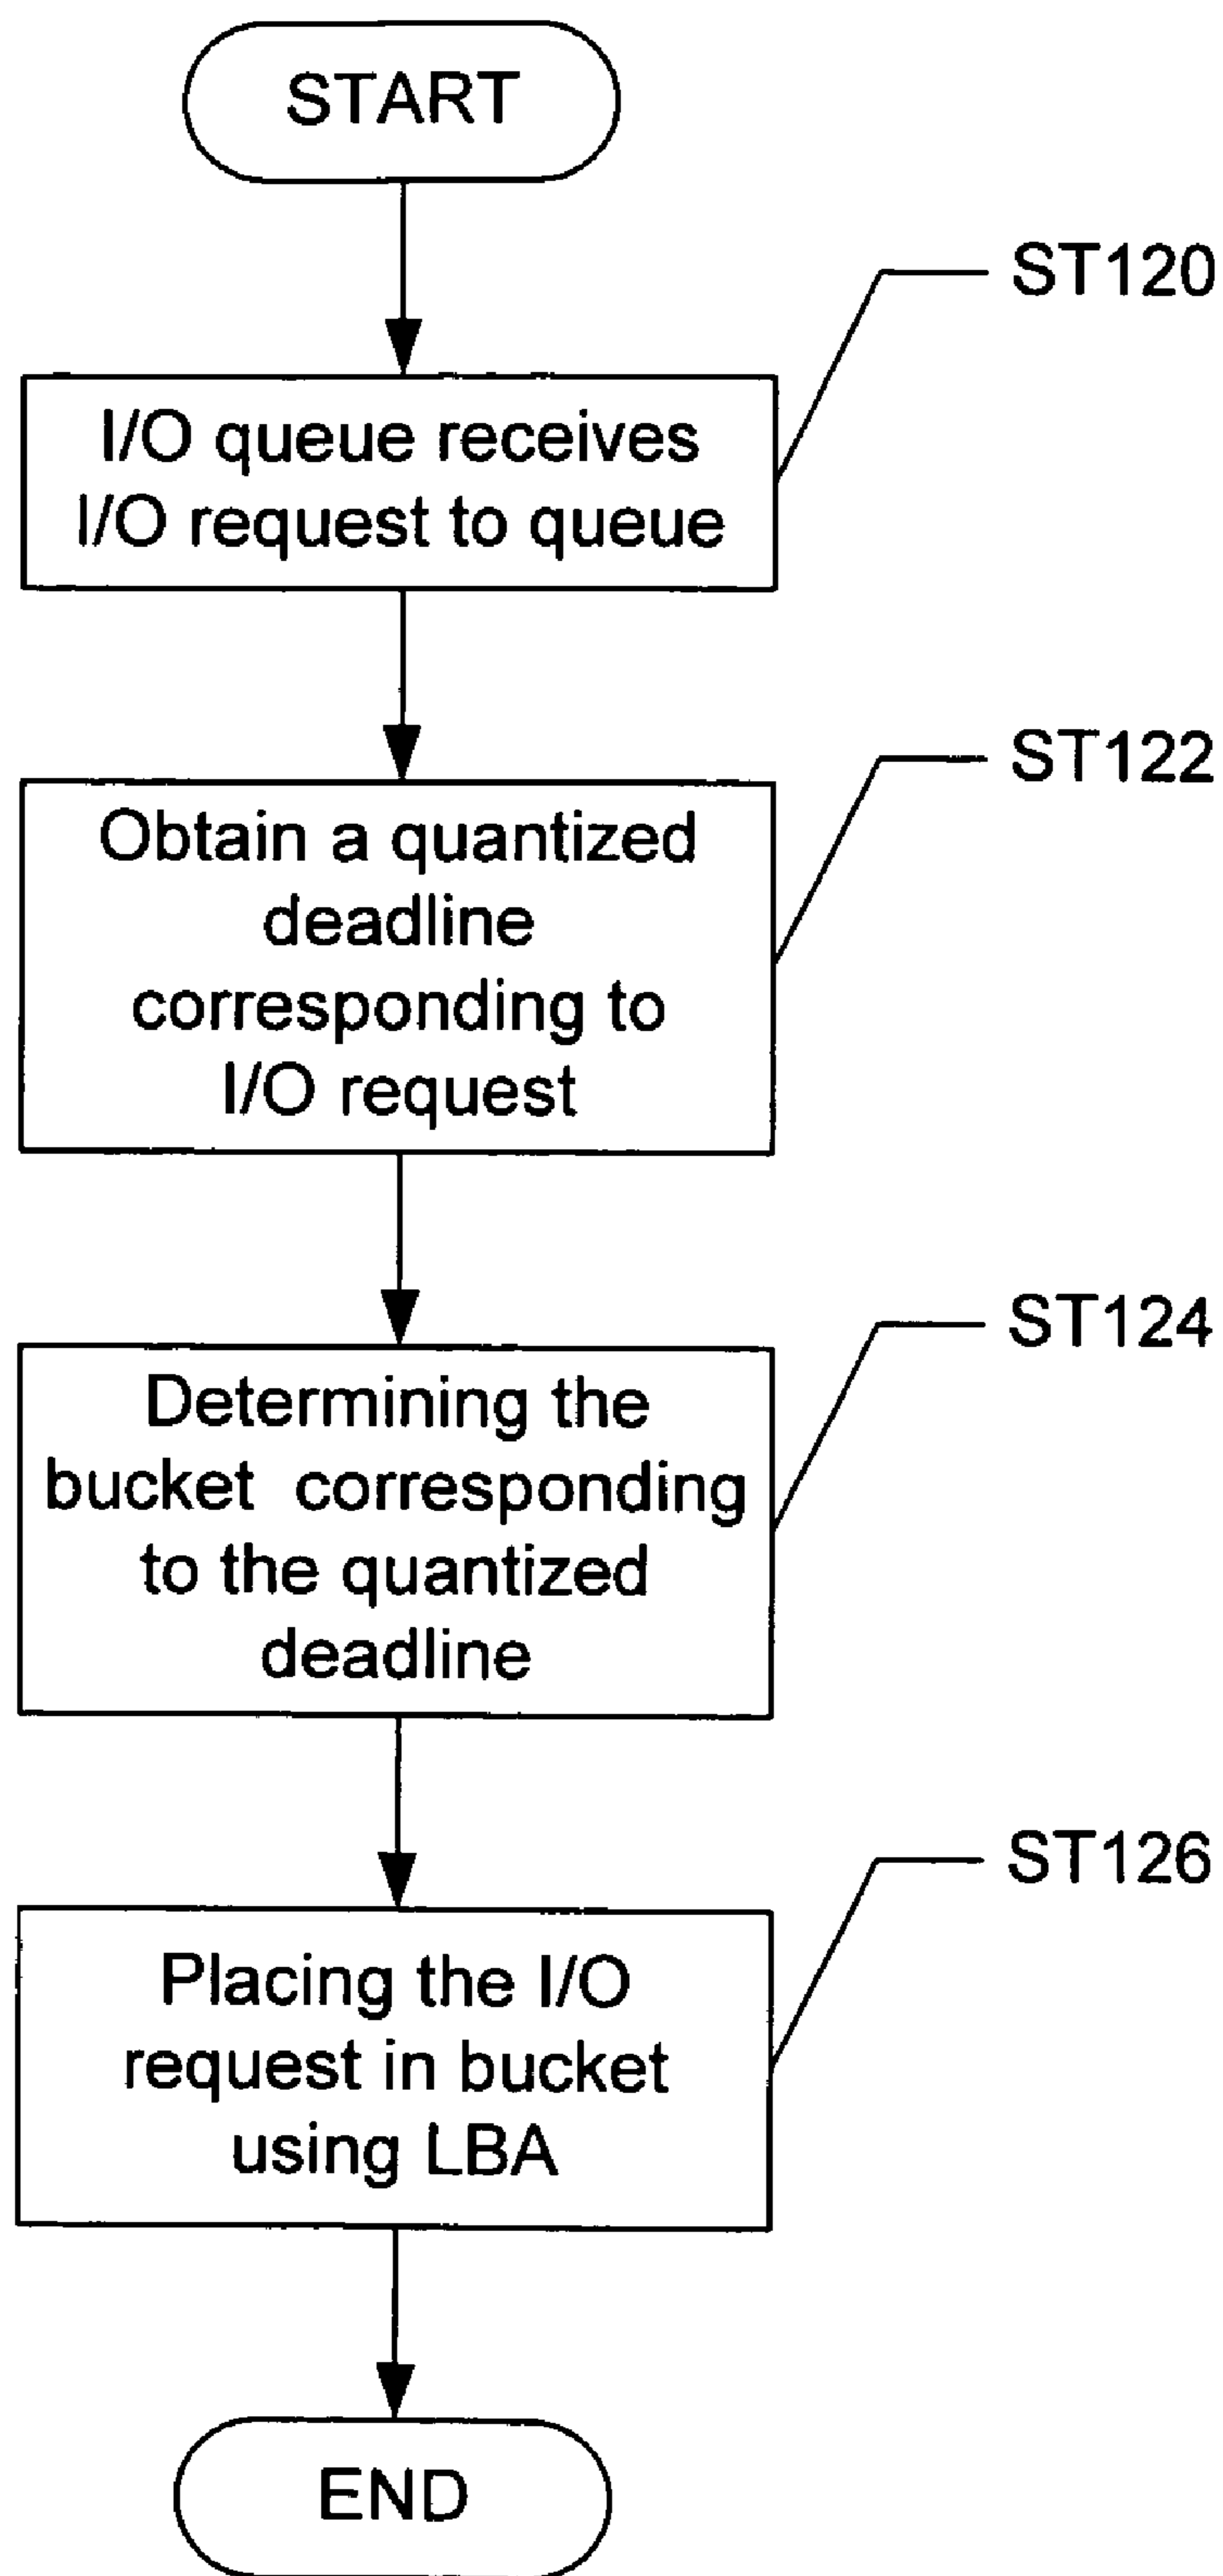 START
ST120
I/O queue receives
I/O request to queue
ST122
Obtain a quantized
deadline
corresponding to
I/O request
ST124
Determining the
bucket corresponding
to the quantized
deadline
ST126
Placing the I/O
request in bucket
using LBA
END